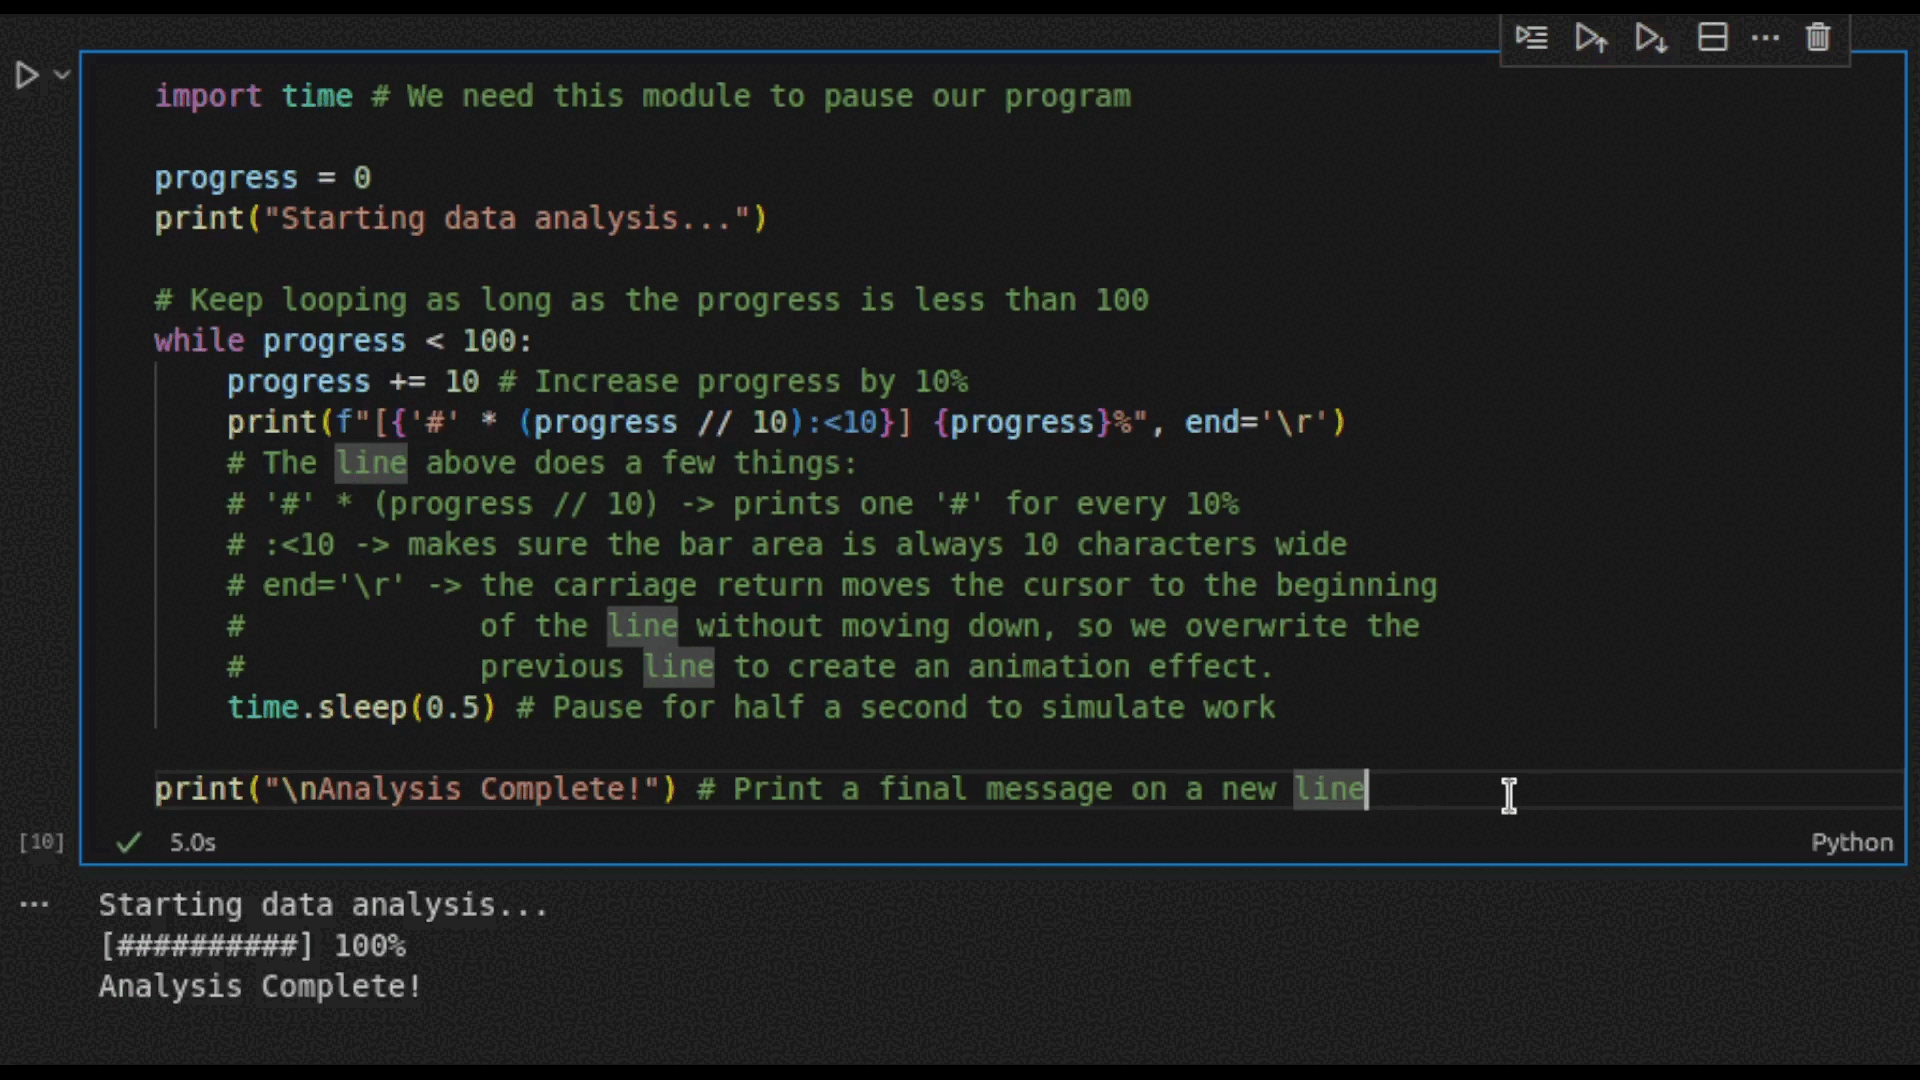 import time # We need this module to pause our program

progress = 0
print("Starting data analysis...")

# Keep looping as long as the progress is less than 100
while progress < 100:
    progress += 10 # Increase progress by 10%
    print(f"[{'#' * (progress // 10):<10}] {progress}%", end='\r')
    # The line above does a few things:
    # '#' * (progress // 10) -> prints one '#' for every 10%
    # :<10 -> makes sure the bar area is always 10 characters wide
    # end='\r' -> the carriage return moves the cursor to the beginning
    #             of the line without moving down, so we overwrite the
    #             previous line to create an animation effect.
    time.sleep(0.5) # Pause for half a second to simulate work

print("\nAnalysis Complete!") # Print a final message on a new line
[10] 5.0s Python
Starting data analysis...
[##########] 100%
Analysis Complete!